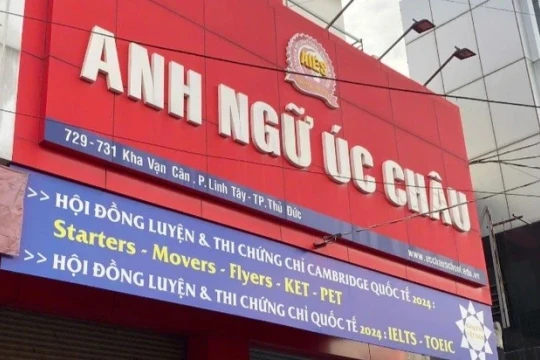 AIES
ANH NGỮ ÚC CHÂU
729 - 731 Kha Vạn Cân , P. Linh Tây - TP. Thủ Đức
>> HỘI ĐỒNG LUYỆN & THI CHỨNG CHỈ CAMBRIDGE QUỐC TẾ 2024 :
Starters - Movers - Flyers - KET - PET
>> HỘI ĐỒNG LUYỆN & THI CHỨNG CHỈ QUỐC TẾ 2024 : IELTS - TOEIC